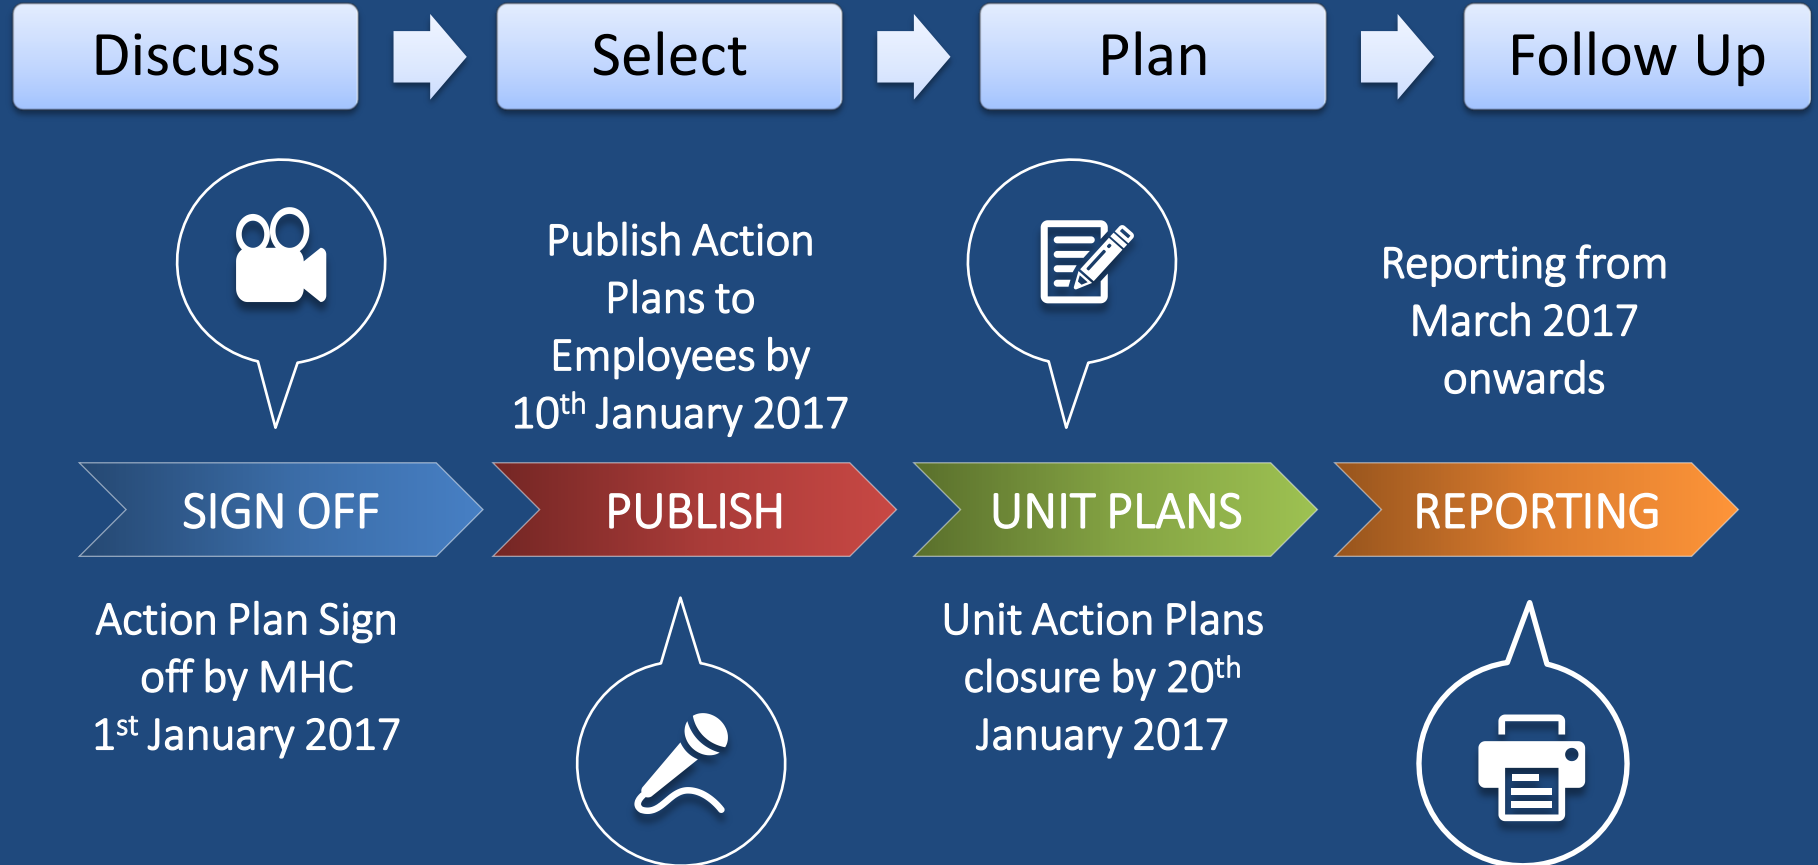 Discuss
Select
Plan
Follow Up
Publish Action
Plans to
Employees by
10th January 2017
Reporting from
March 2017
onwards
SIGN OFF
PUBLISH
UNIT PLANS
REPORTING
Action Plan Sign
off by MHC
1st January 2017
Unit Action Plans
closure by 20th
January 2017